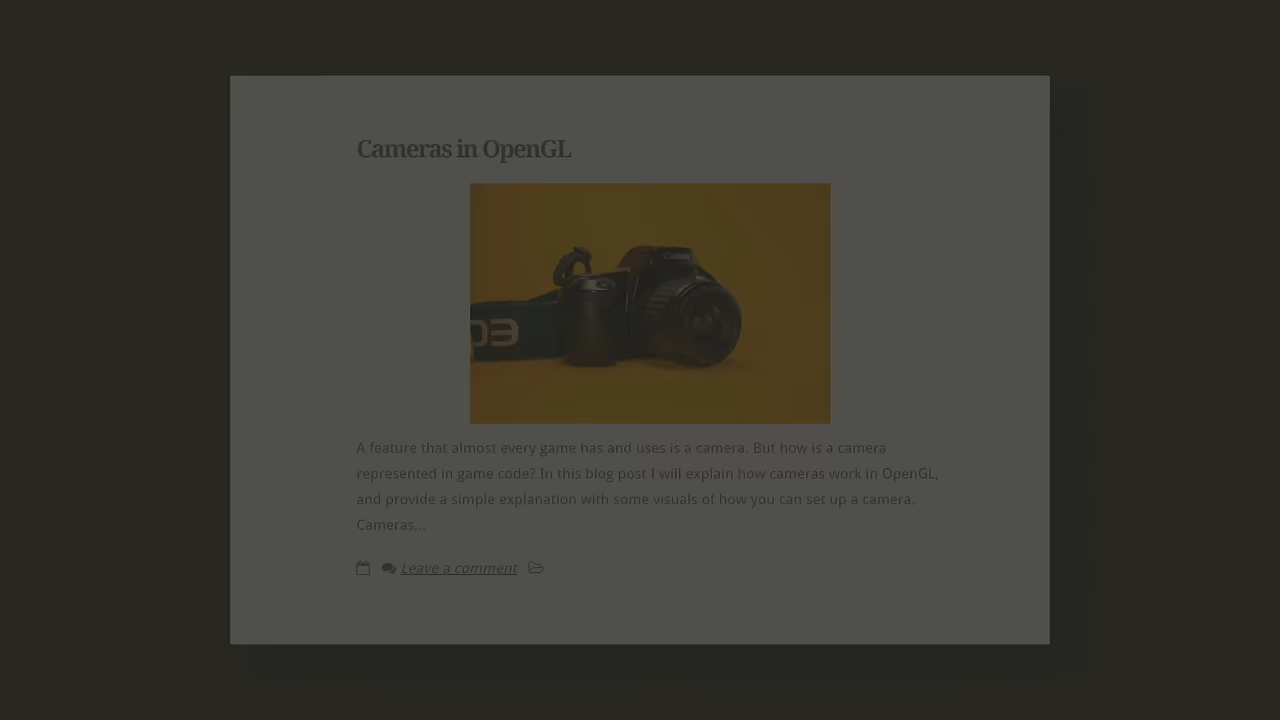 Cameras in OpenGL
A feature that almost every game has and uses is a camera. But how is a camera
represented in game code? In this blog post I will explain how cameras work in OpenGL,
and provide a simple explanation with some visuals of how you can set up a camera.
Cameras...
Leave a comment